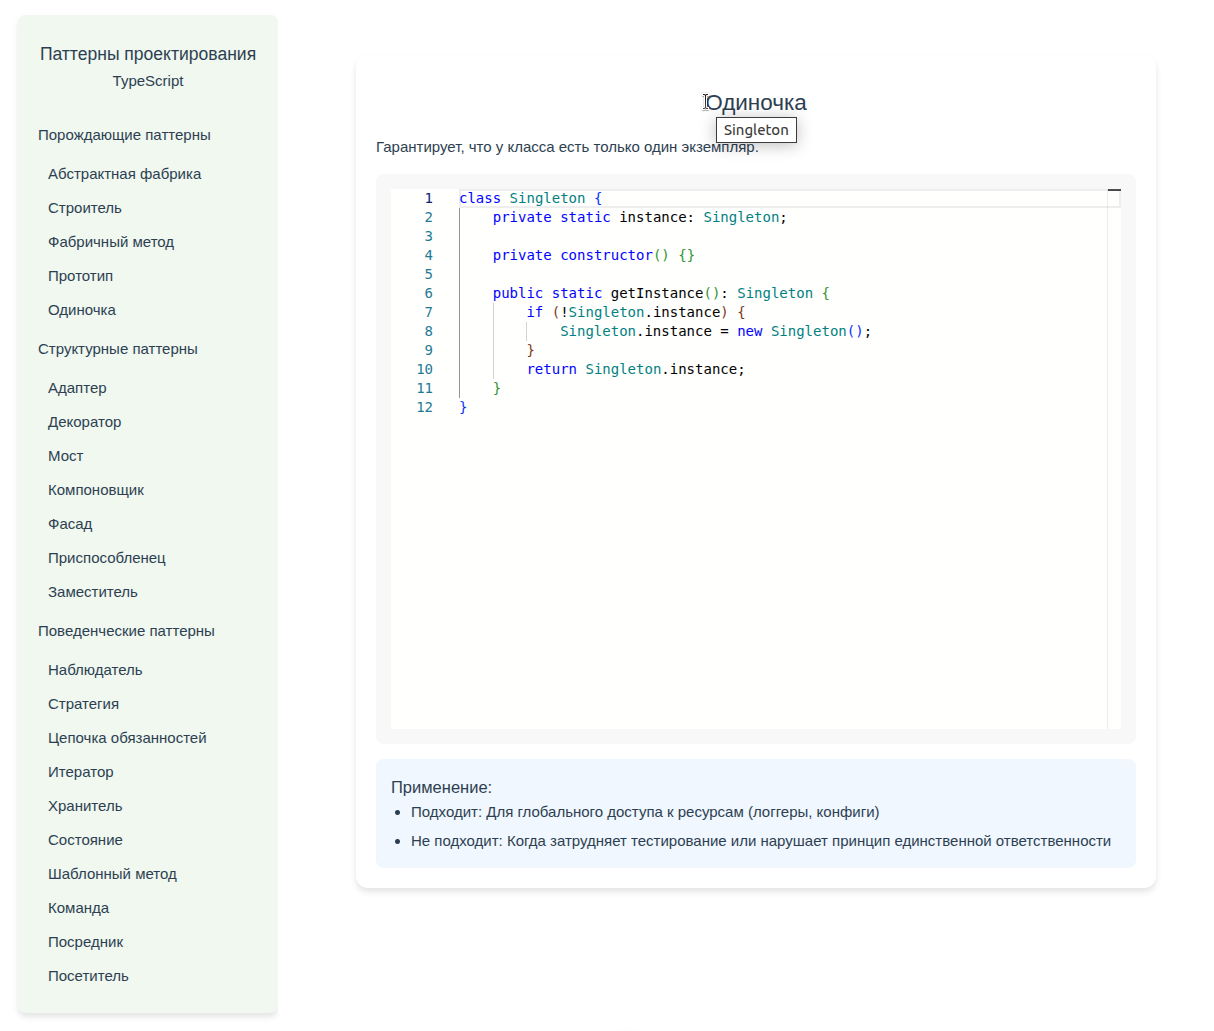 Паттерны проектирования
TypeScript
Порождающие паттерны
Абстрактная фабрика
Строитель
Фабричный метод
Прототип
Одиночка
Структурные паттерны
Адаптер
Декоратор
Мост
Компоновщик
Фасад
Приспособленец
Заместитель
Поведенческие паттерны
Наблюдатель
Стратегия
Цепочка обязанностей
Итератор
Хранитель
Состояние
Шаблонный метод
Команда
Посредник
Посетитель
Одиночка
Singleton
Гарантирует, что у класса есть только один экземпляр.
1 class Singleton {
2     private static instance: Singleton;
3
4     private constructor() {}
5
6     public static getInstance(): Singleton {
7         if (!Singleton.instance) {
8             Singleton.instance = new Singleton();
9         }
10         return Singleton.instance;
11     }
12 }
Применение:
• Подходит: Для глобального доступа к ресурсам (логгеры, конфиги)
• Не подходит: Когда затрудняет тестирование или нарушает принцип единственной ответственности